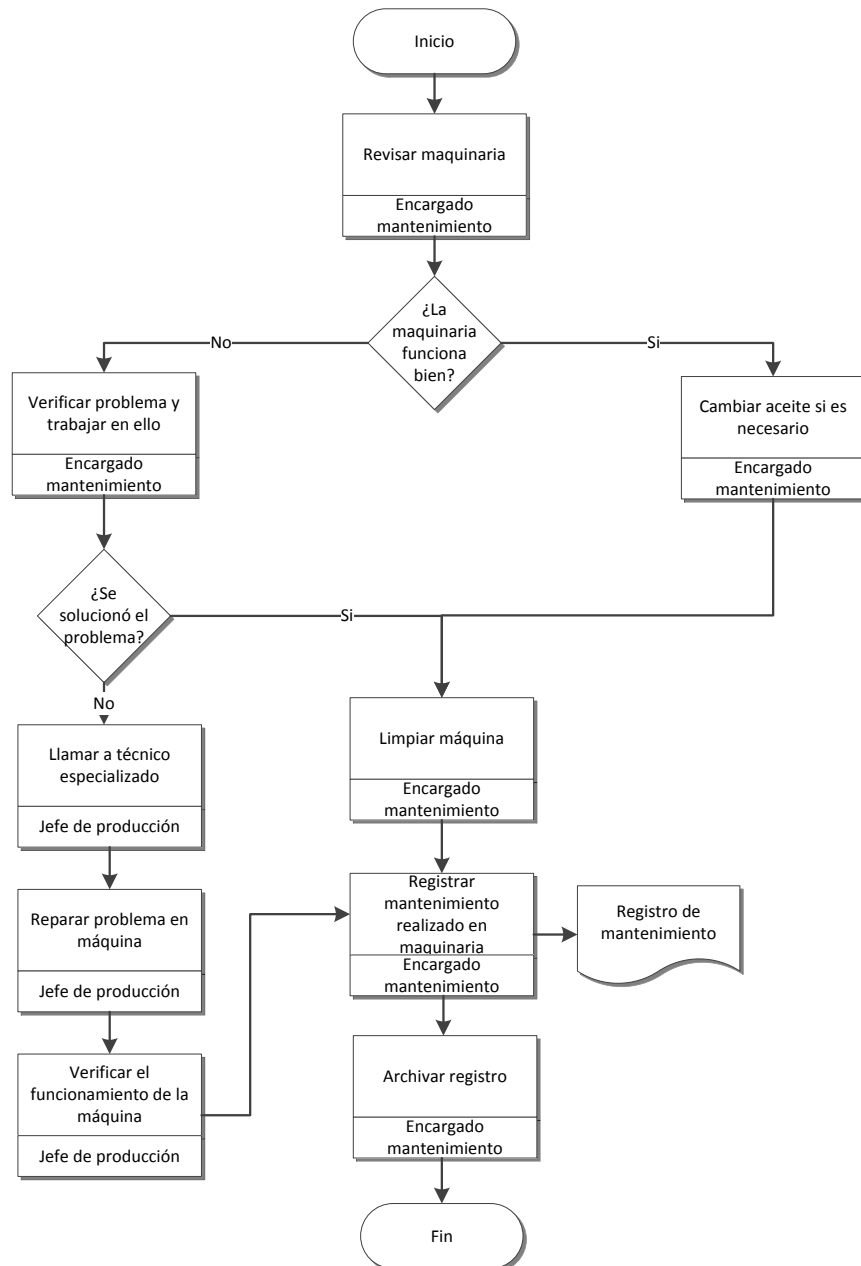 Inicio
Revisar maquinaria
Encargado
mantenimiento
¿La
maquinaria
funciona
bien?
No
Si
Verificar problema y
trabajar en ello
Encargado
mantenimiento
Cambiar aceite si es
necesario
Encargado
mantenimiento
¿Se
solucionó el
problema?
Si
No
Llamar a técnico
especializado
Jefe de producción
Limpiar máquina
Encargado
mantenimiento
Reparar problema en
máquina
Jefe de producción
Registrar
mantenimiento
realizado en
maquinaria
Encargado
mantenimiento
Registro de
mantenimiento
Verificar el
funcionamiento de la
máquina
Jefe de producción
Archivar registro
Encargado
mantenimiento
Fin